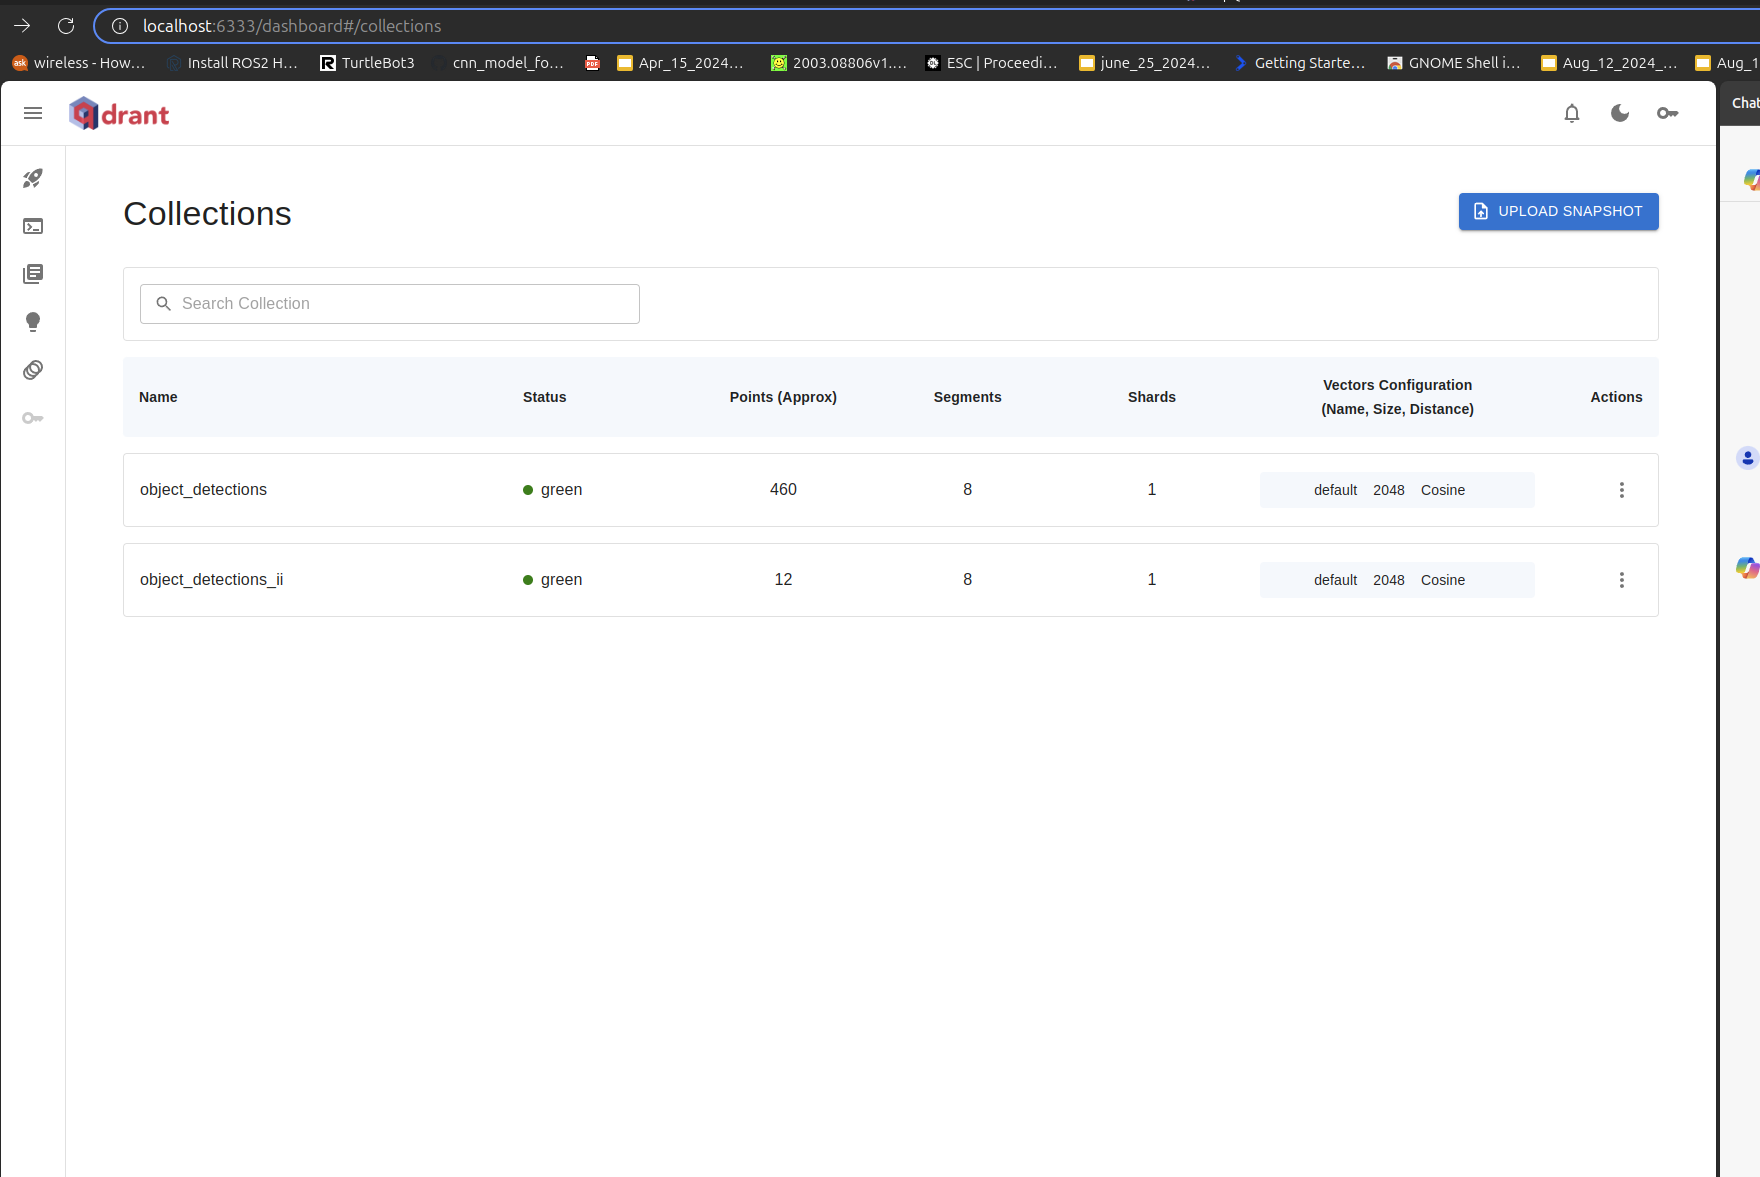 localhost:6333/dashboard#/collections
wireless - How... Install ROS2 H... TurtleBot3 cnn_model_fo... Apr_15_2024... 2003.08806v1.... ESC | Proceedi... june_25_2024... Getting Starte... GNOME Shell i... Aug_12_2024_... Aug_1
qdrant
Chat
Collections
UPLOAD SNAPSHOT
Search Collection
Name Status Points (Approx) Segments Shards Vectors Configuration (Name, Size, Distance) Actions
object_detections green 460 8 1 default 2048 Cosine
object_detections_ii green 12 8 1 default 2048 Cosine